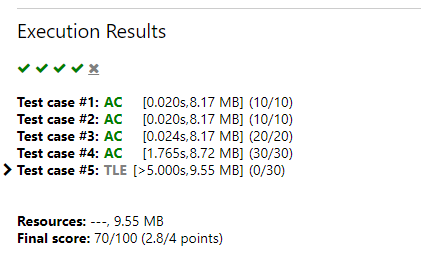 Execution Results
✔ ✔ ✔ ✔ ✖
Test case #1: AC [0.020s,8.17 MB] (10/10)
Test case #2: AC [0.020s,8.17 MB] (10/10)
Test case #3: AC [0.024s,8.17 MB] (20/20)
Test case #4: AC [1.765s,8.72 MB] (30/30)
Test case #5: TLE [>5.000s,9.55 MB] (0/30)
Resources: ---, 9.55 MB
Final score: 70/100 (2.8/4 points)